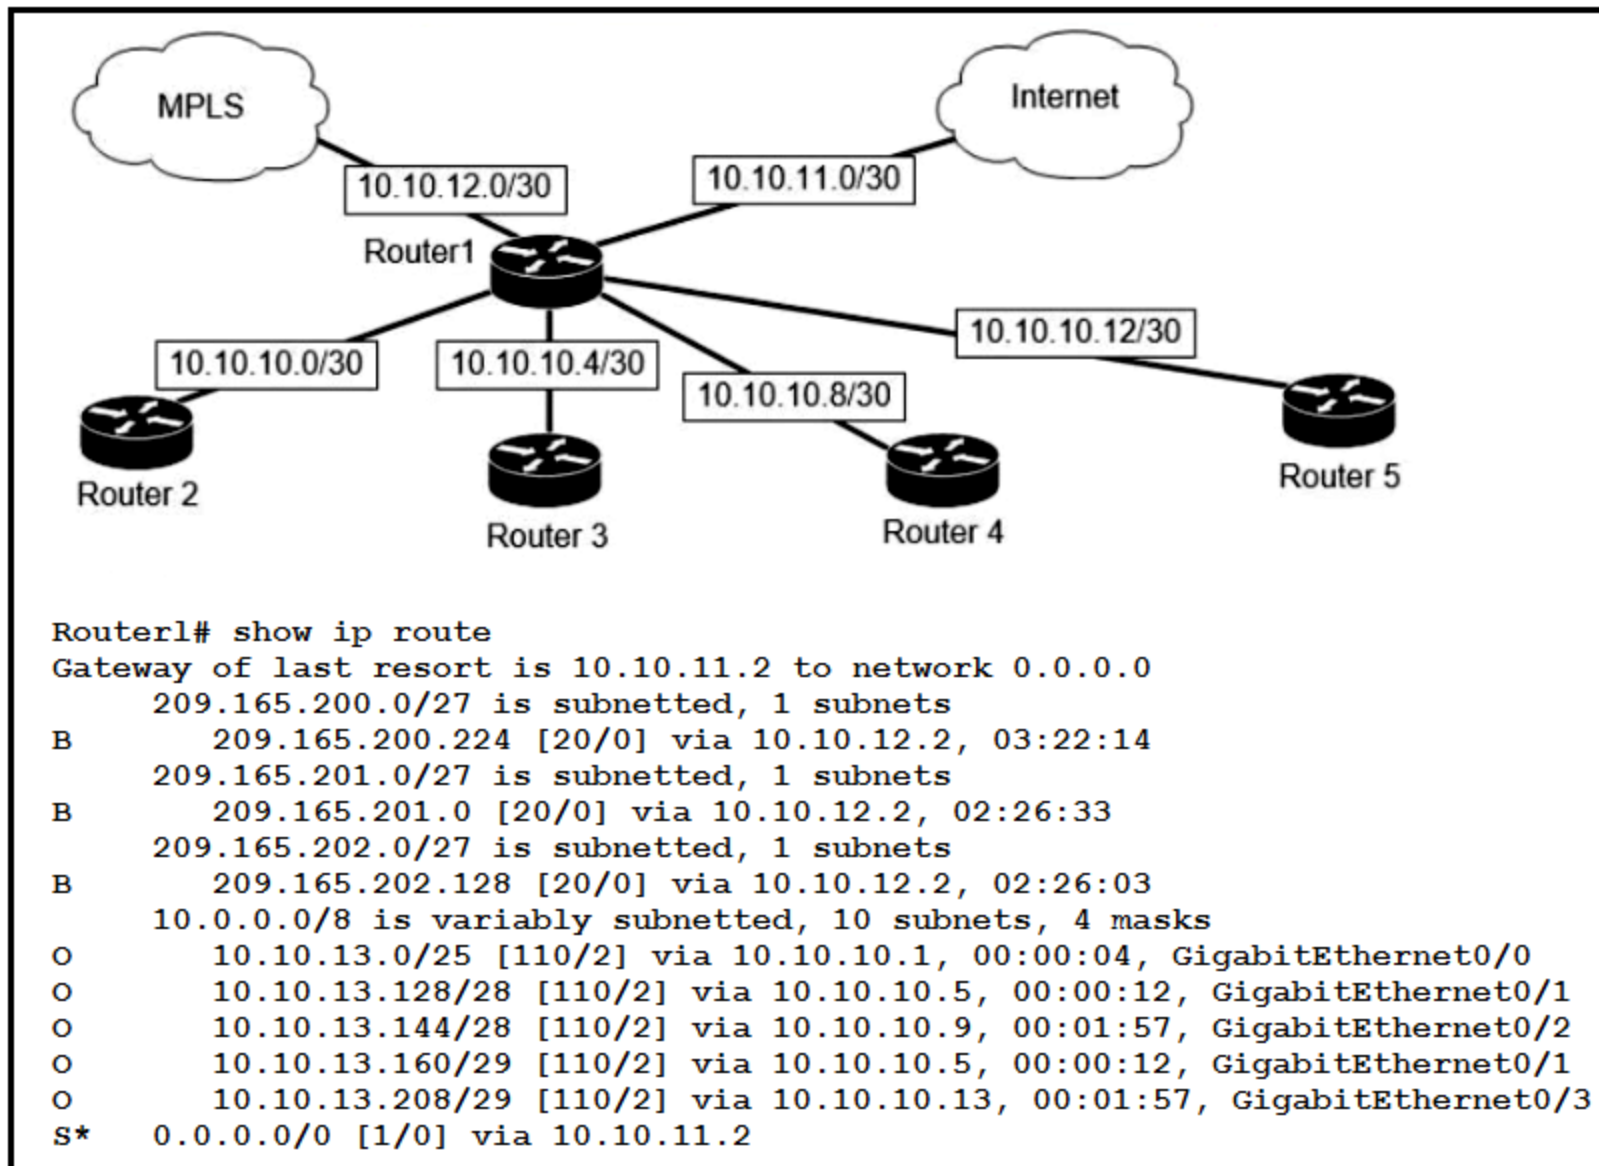 MPLS
Internet
10.10.12.0/30
10.10.11.0/30
Router1
10.10.10.0/30
10.10.10.4/30
10.10.10.8/30
10.10.10.12/30
Router 2
Router 3
Router 4
Router 5
Router1# show ip route
Gateway of last resort is 10.10.11.2 to network 0.0.0.0
209.165.200.0/27 is subnetted, 1 subnets
B 209.165.200.224 [20/0] via 10.10.12.2, 03:22:14
209.165.201.0/27 is subnetted, 1 subnets
B 209.165.201.0 [20/0] via 10.10.12.2, 02:26:33
209.165.202.0/27 is subnetted, 1 subnets
B 209.165.202.128 [20/0] via 10.10.12.2, 02:26:03
10.0.0.0/8 is variably subnetted, 10 subnets, 4 masks
O 10.10.13.0/25 [110/2] via 10.10.10.1, 00:00:04, GigabitEthernet0/0
O 10.10.13.128/28 [110/2] via 10.10.10.5, 00:00:12, GigabitEthernet0/1
O 10.10.13.144/28 [110/2] via 10.10.10.9, 00:01:57, GigabitEthernet0/2
O 10.10.13.160/29 [110/2] via 10.10.10.5, 00:00:12, GigabitEthernet0/1
O 10.10.13.208/29 [110/2] via 10.10.10.13, 00:01:57, GigabitEthernet0/3
S* 0.0.0.0/0 [1/0] via 10.10.11.2